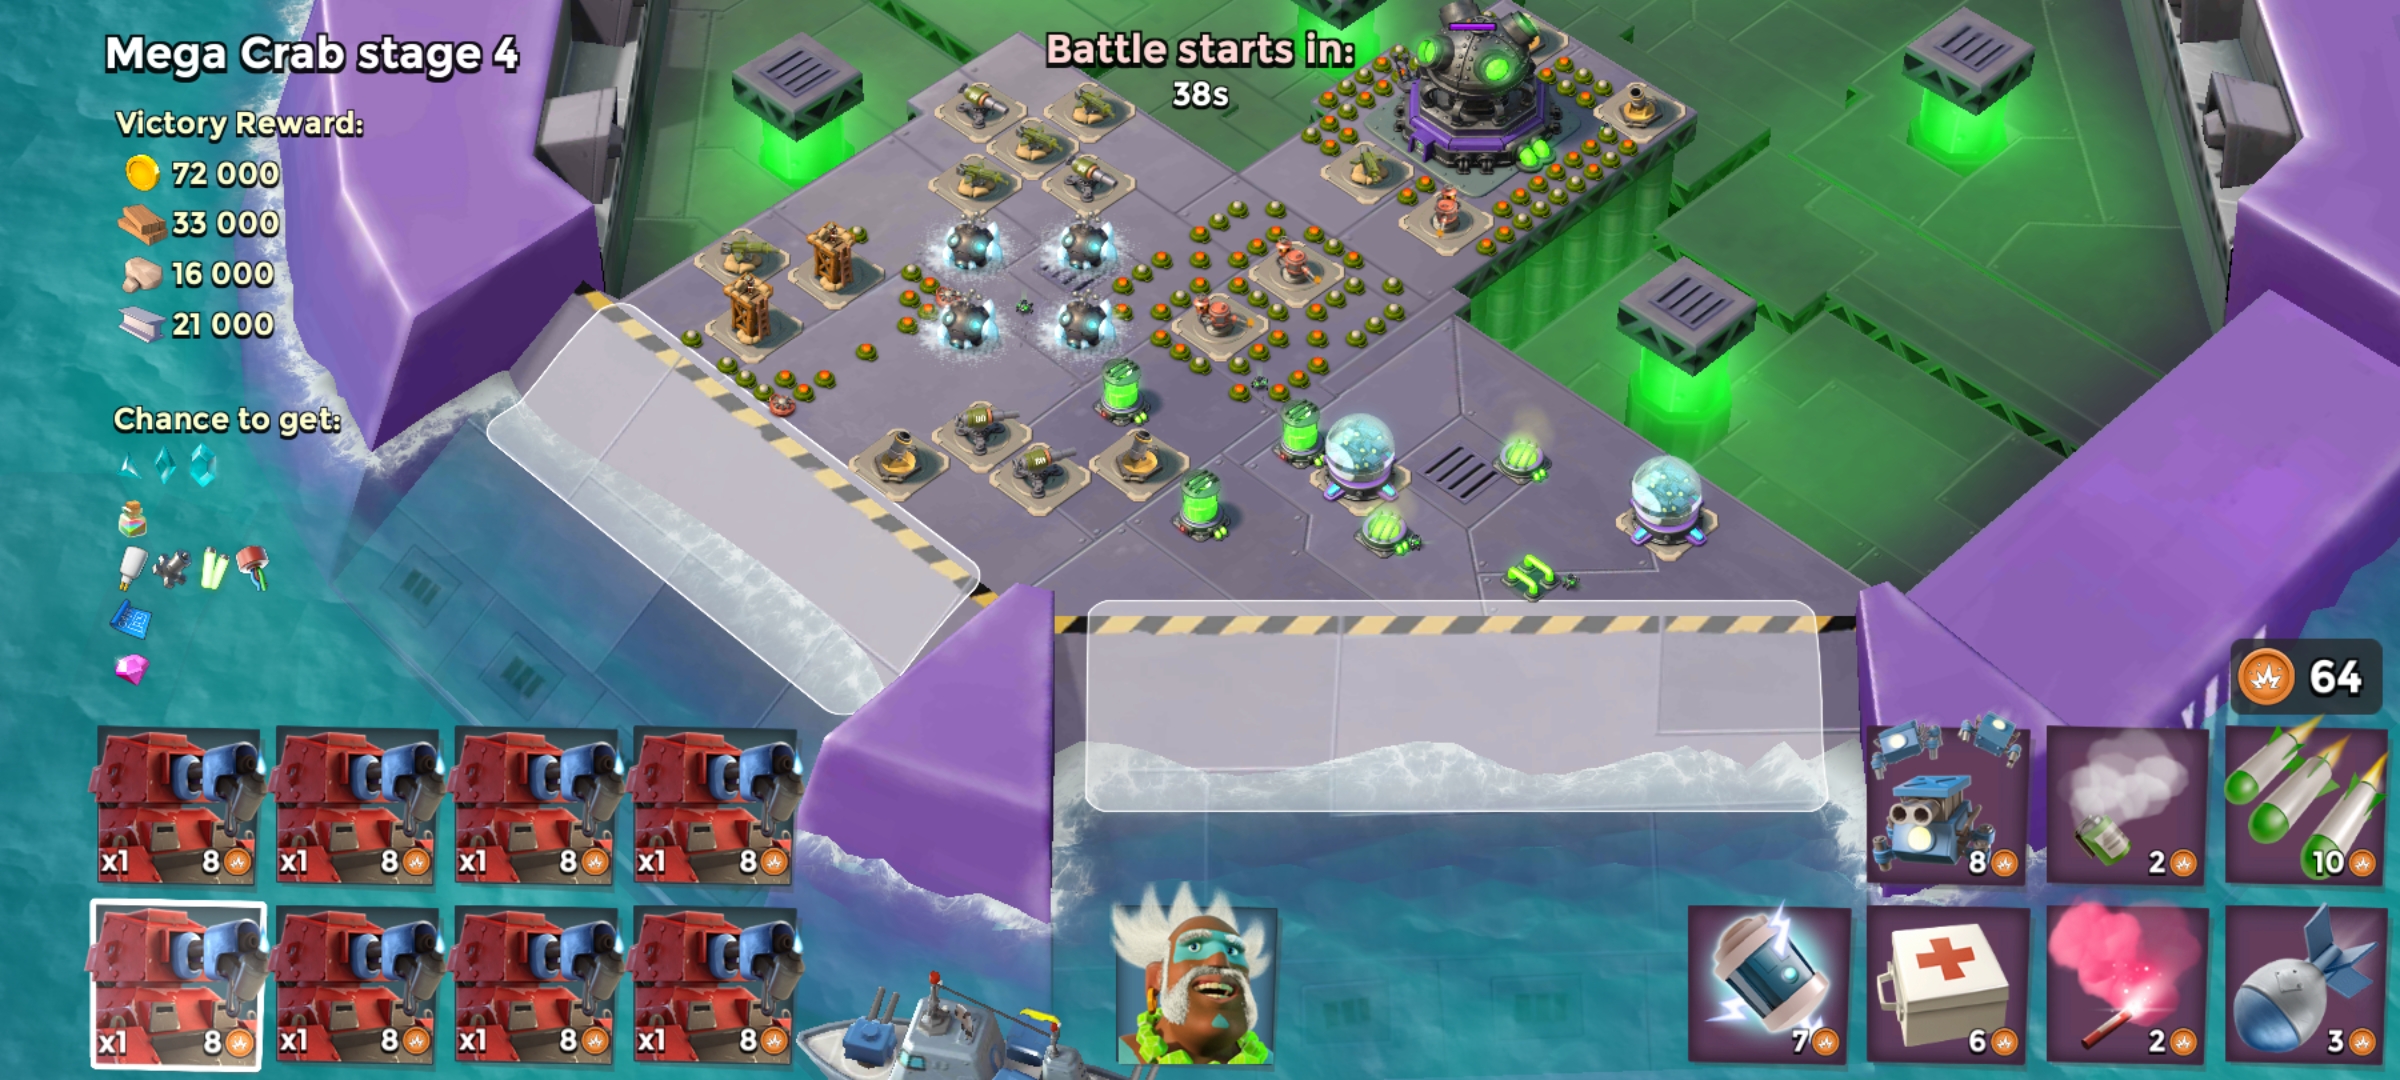 Mega Crab stage 4
Victory Reward:
72 000
33 000
16 000
21 000
Chance to get:
Battle starts in:
38s
64
x1 8
x1 8
x1 8
x1 8
8
2
10
x1 8
x1 8
x1 8
x1 8
7
6
2
3